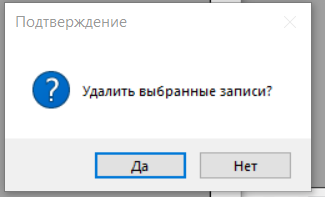 Подтверждение
Удалить выбранные записи?
Да
Нет